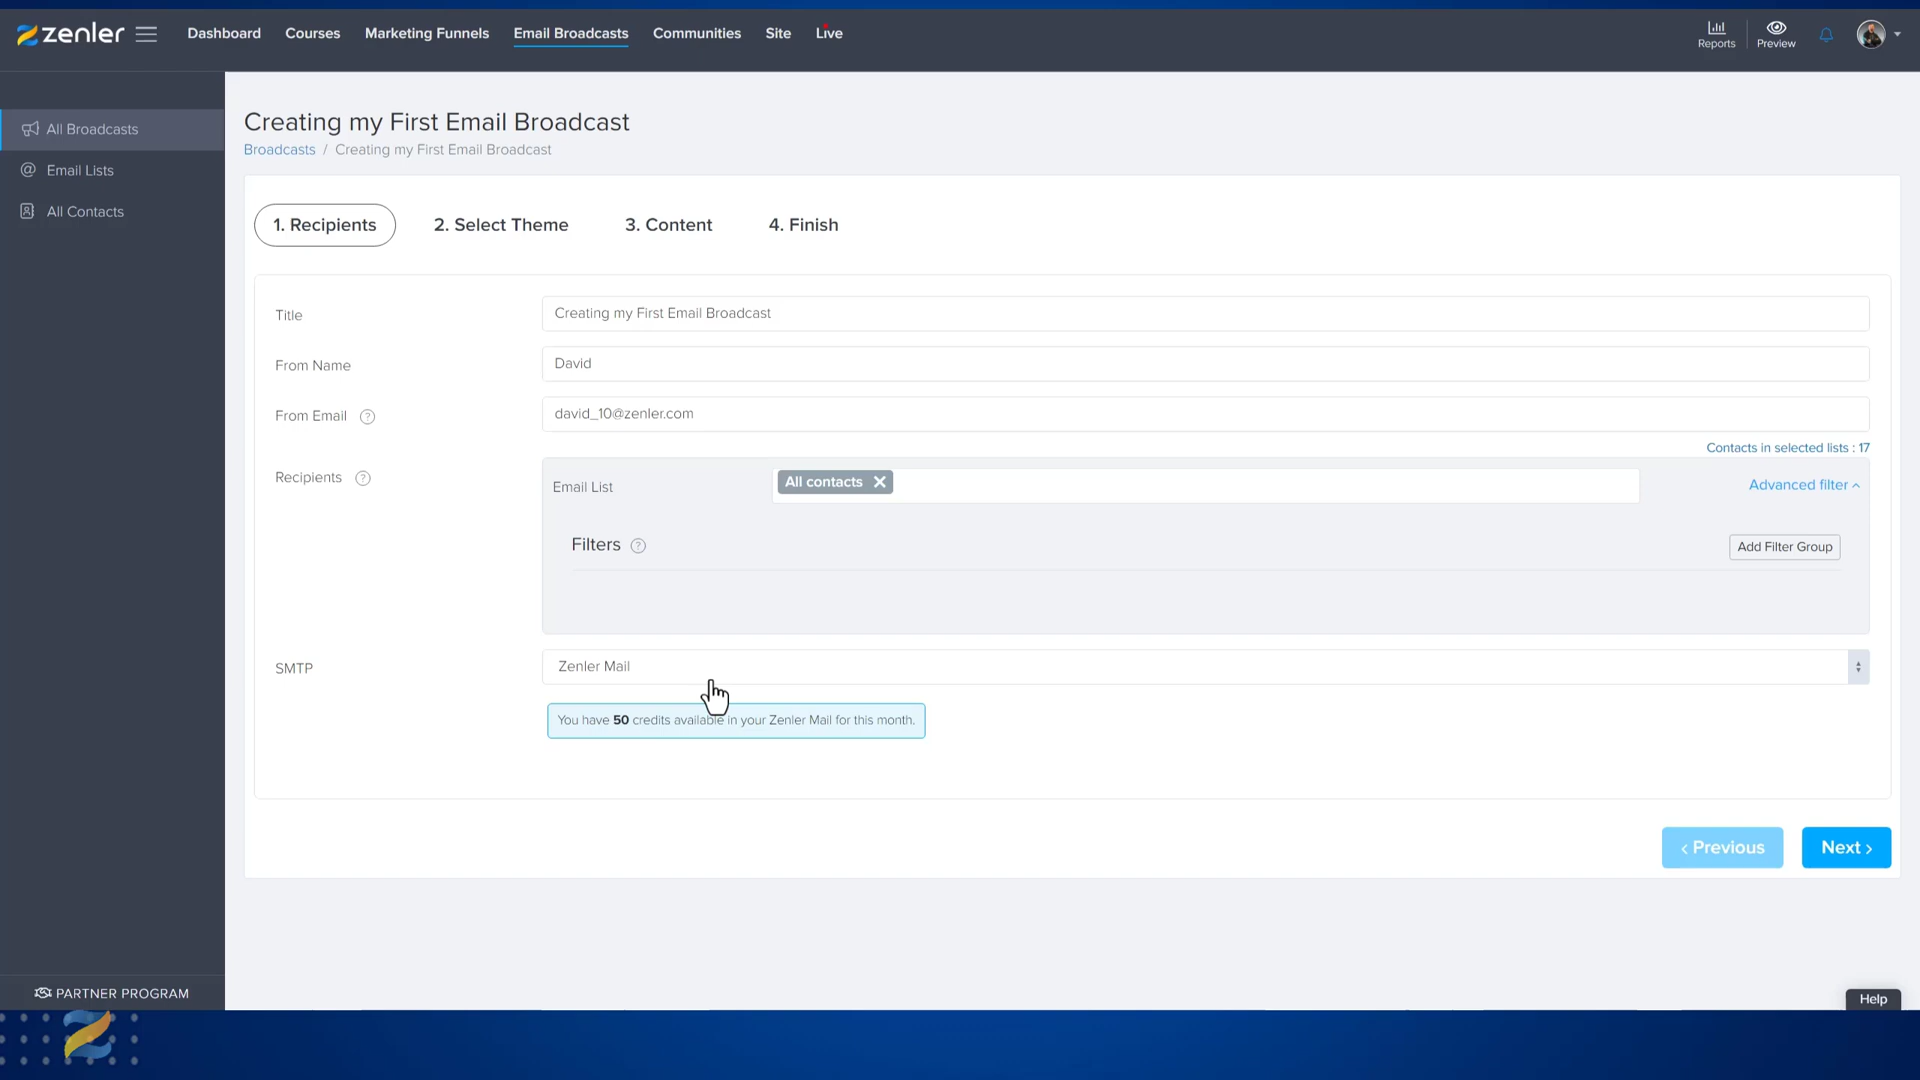 zenler
Dashboard
Courses
Marketing Funnels
Email Broadcasts
Communities
Site
Live
Reports
Preview
All Broadcasts
Email Lists
All Contacts
PARTNER PROGRAM
Creating my First Email Broadcast
Broadcasts / Creating my First Email Broadcast
1. Recipients
2. Select Theme
3. Content
4. Finish
Title
Creating my First Email Broadcast
From Name
David
From Email ?
david_10@zenler.com
Contacts in selected lists : 17
Recipients ?
Email List
All contacts
Advanced filter
Filters ?
Add Filter Group
SMTP
Zenler Mail
You have 50 credits available in your Zenler Mail for this month.
‹ Previous
Next ›
Help